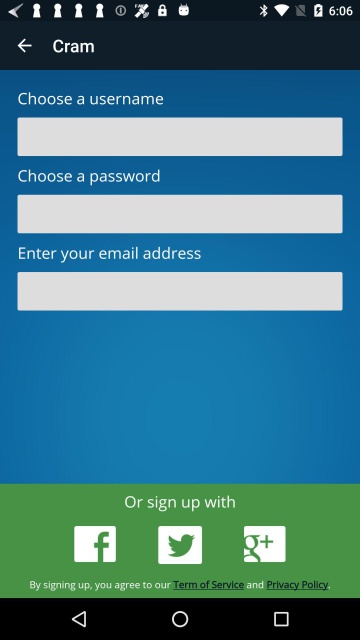 6:06
Cram
Choose a username
Choose a password
Enter your email address
Or sign up with
f
g+
By signing up, you agree to our Term of Service and Privacy Policy.